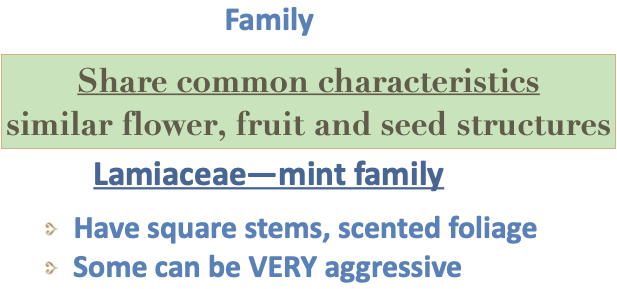 Family
Share common characteristics
similar flower, fruit and seed structures
Lamiaceae—mint family
Have square stems, scented foliage
Some can be VERY aggressive